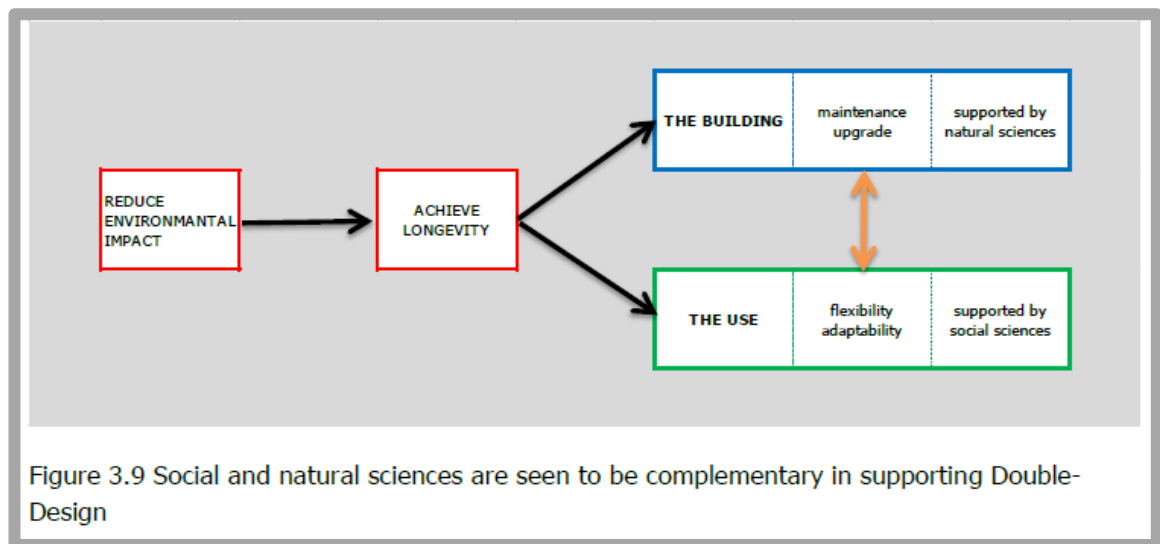 REDUCE
ENVIRONMANTAL
IMPACT
ACHIEVE
LONGEVITY
THE BUILDING
maintenance
upgrade
supported by
natural sciences
THE USE
flexibility
adaptability
supported by
social sciences
Figure 3.9 Social and natural sciences are seen to be complementary in supporting Double-
Design